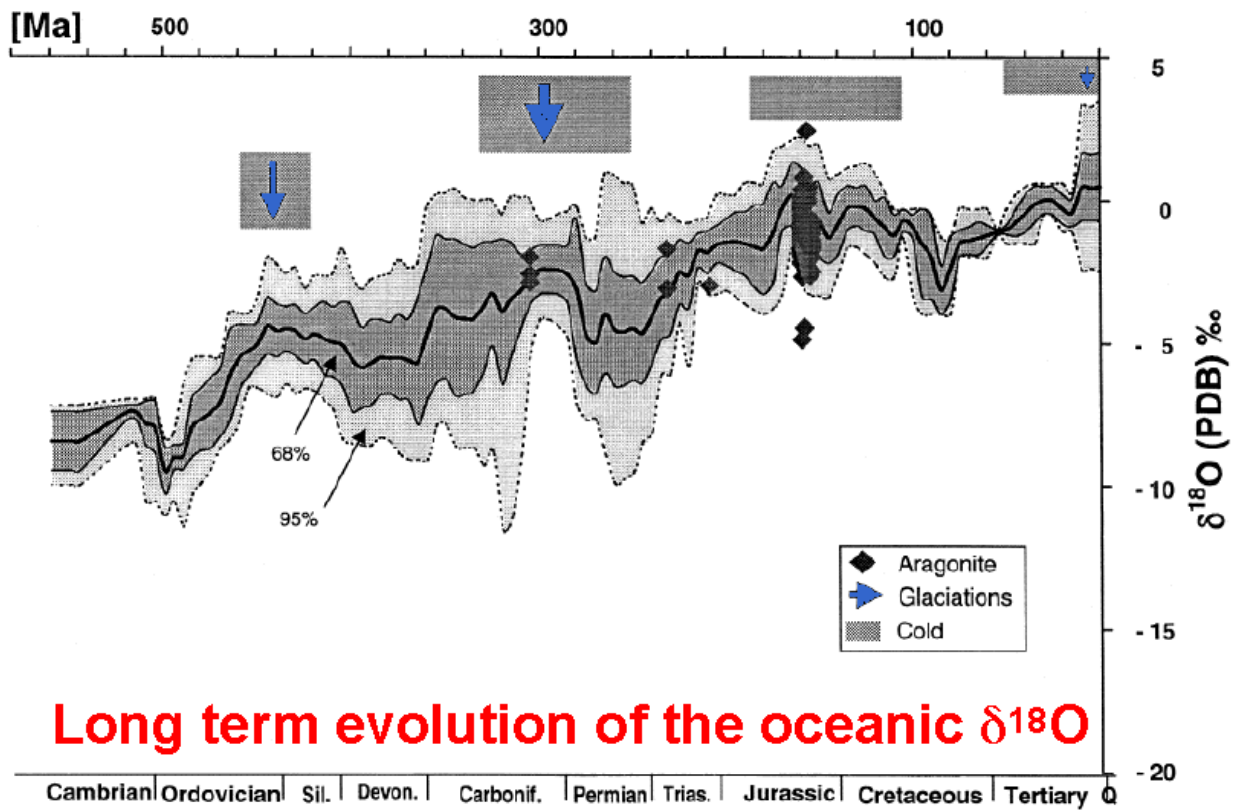 [Ma] 500 300 100
5
0
- 5
- 10
- 15
- 20
δ18O (PDB) ‰
68%
95%
Aragonite
Glaciations
Cold
Long term evolution of the oceanic δ18O
Cambrian Ordovician Sil. Devon. Carbonif. Permian Trias. Jurassic Cretaceous Tertiary Q